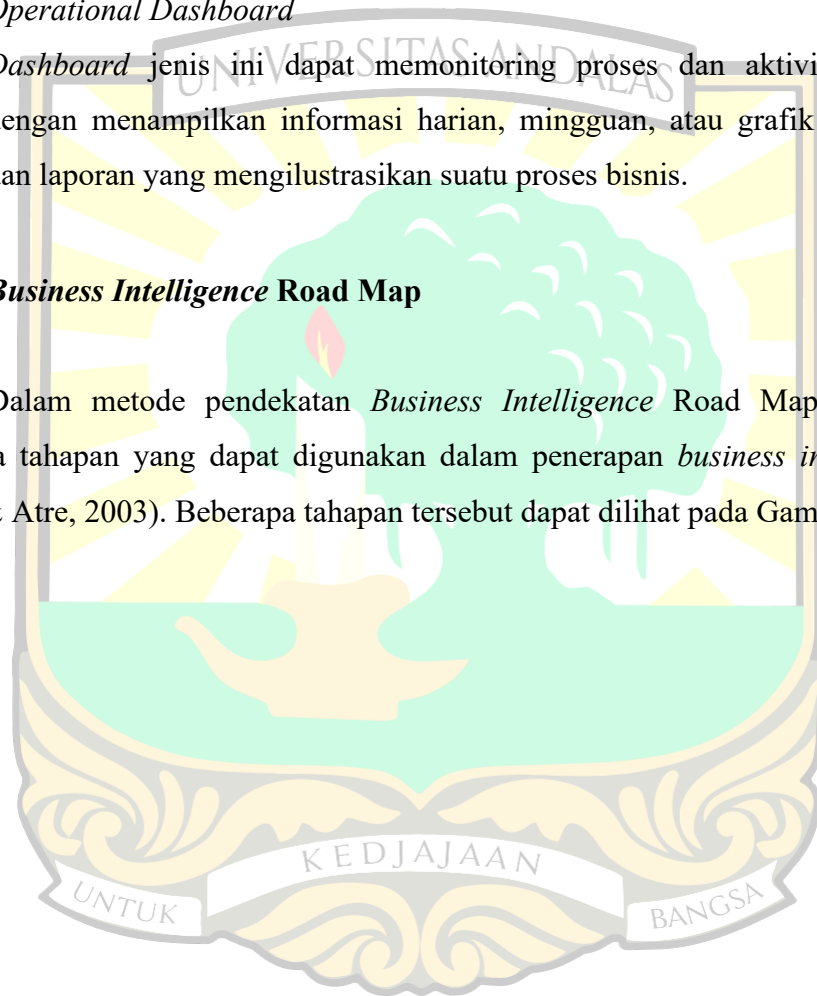 Operational Dashboard
UNIVERSITAS ANDALAS
Dashboard jenis ini dapat memonitoring proses dan aktivi
dengan menampilkan informasi harian, mingguan, atau grafik
dan laporan yang mengilustrasikan suatu proses bisnis.
Business Intelligence Road Map
Dalam metode pendekatan Business Intelligence Road Map
a tahapan yang dapat digunakan dalam penerapan business in
& Atre, 2003). Beberapa tahapan tersebut dapat dilihat pada Gam
KEDJAJAAN
UNTUK
BANGSA